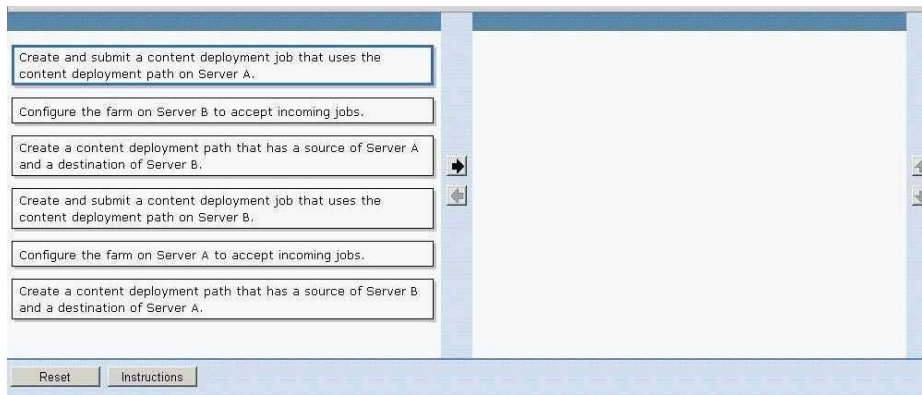 Create and submit a content deployment job that uses the
content deployment path on Server A.
Configure the farm on Server B to accept incoming jobs.
Create a content deployment path that has a source of Server A
and a destination of Server B.
Create and submit a content deployment job that uses the
content deployment path on Server B.
Configure the farm on Server A to accept incoming jobs.
Create a content deployment path that has a source of Server B
and a destination of Server A.
Reset
Instructions